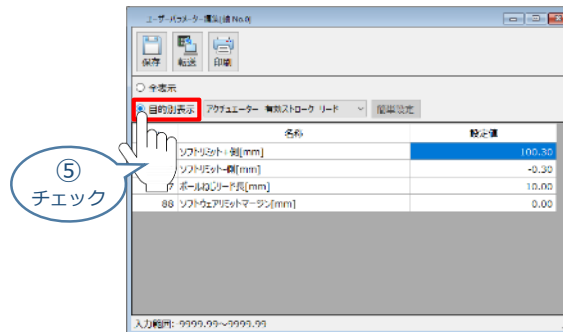 ユーザーパラメーター編集[軸 No.0]
保存 転送 印刷
全表示
目的別表示 アクチュエーター 有効ストローク リード 簡単設定
名称 設定値
ソフトリミット+側[mm] 100.30
ソフトリミット-側[mm] -0.30
7 ボールねじリード長[mm] 10.00
88 ソフトウェアリミットマージン[mm] 0.00
⑤
チェック
入力範囲:-9999.99~9999.99